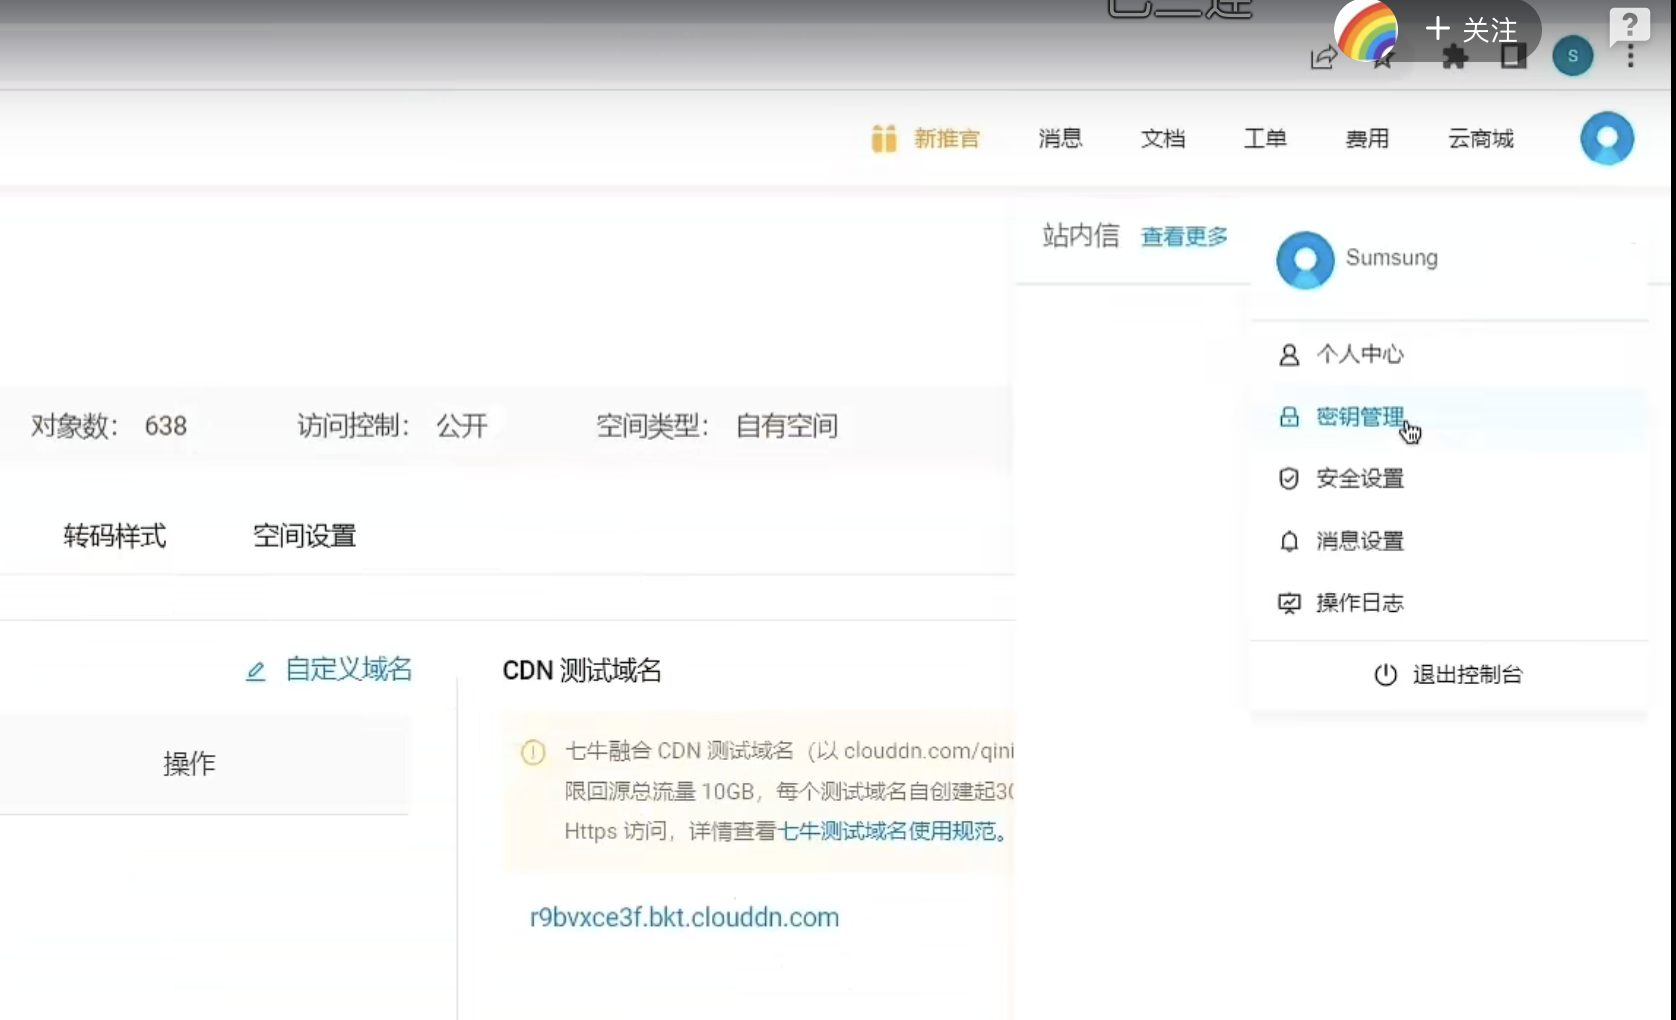 关注
?
S
新推官
消息
文档
工单
费用
云商城
站内信 查看更多
Sumsung
个人中心
对象数： 638
访问控制： 公开
空间类型： 自有空间
密钥管理
安全设置
转码样式
空间设置
消息设置
操作日志
自定义域名
CDN 测试域名
退出控制台
操作
七牛融合 CDN 测试域名（以 clouddn.com/qini
限回源总流量 10GB，每个测试域名自创建起30
Https 访问，详情查看七牛测试域名使用规范。
r9bvxce3f.bkt.clouddn.com